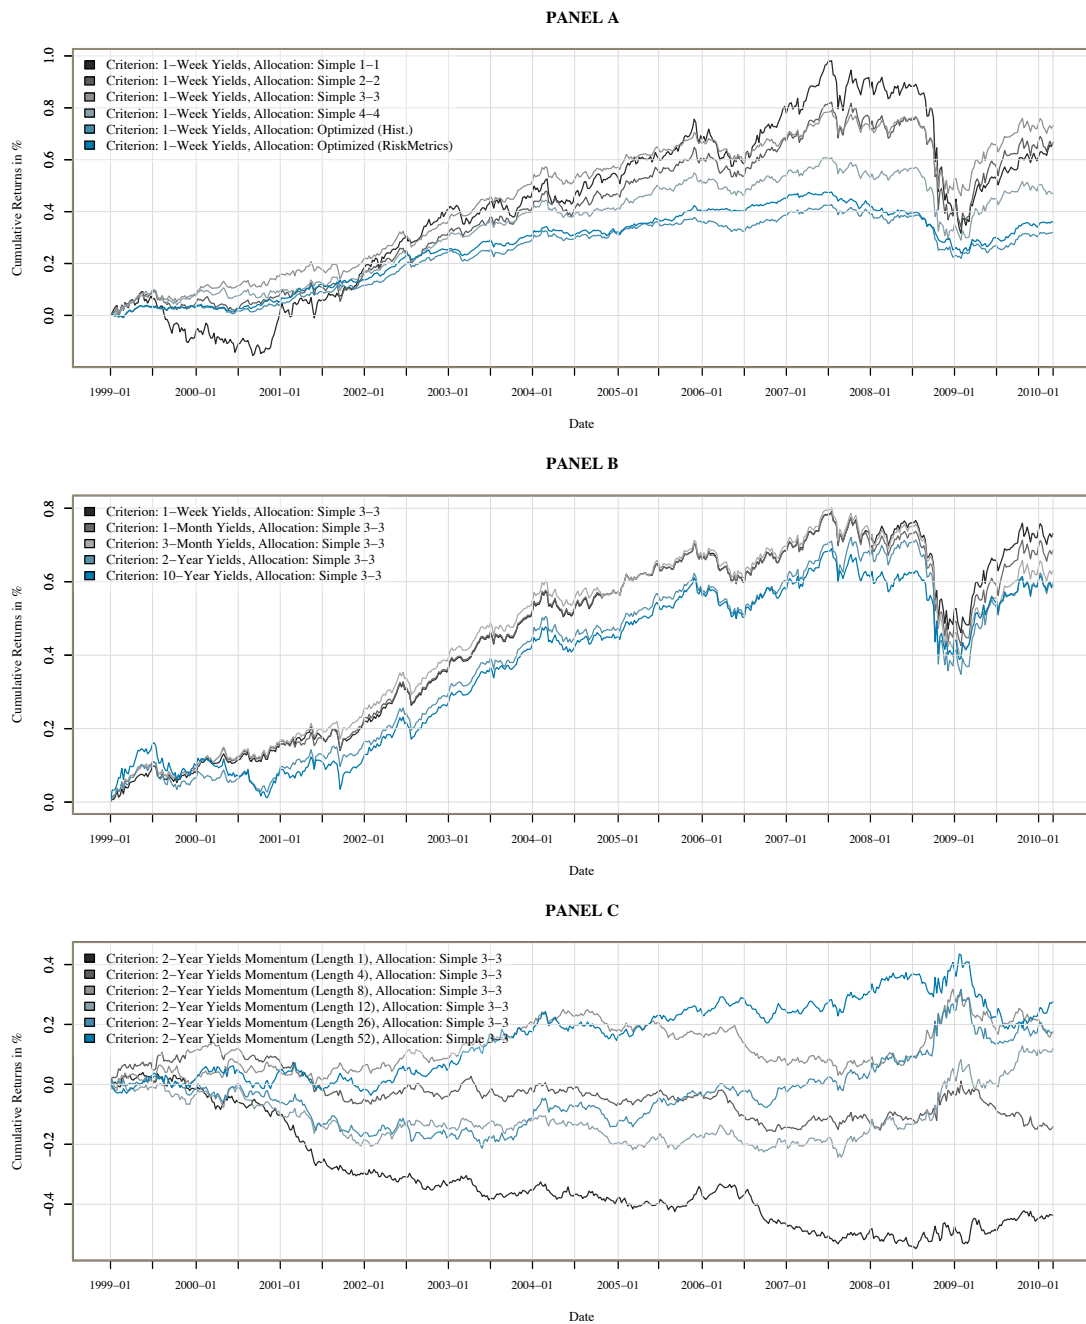 PANEL A
Cumulative Returns in %
1.0
0.8
0.6
0.4
0.2
0.0
Criterion: 1−Week Yields, Allocation: Simple 1−1
Criterion: 1−Week Yields, Allocation: Simple 2−2
Criterion: 1−Week Yields, Allocation: Simple 3−3
Criterion: 1−Week Yields, Allocation: Simple 4−4
Criterion: 1−Week Yields, Allocation: Optimized (Hist.)
Criterion: 1−Week Yields, Allocation: Optimized (RiskMetrics)
1999−01 2000−01 2001−01 2002−01 2003−01 2004−01 2005−01 2006−01 2007−01 2008−01 2009−01 2010−01
Date
PANEL B
Cumulative Returns in %
0.8
0.6
0.4
0.2
0.0
Criterion: 1−Week Yields, Allocation: Simple 3−3
Criterion: 1−Month Yields, Allocation: Simple 3−3
Criterion: 3−Month Yields, Allocation: Simple 3−3
Criterion: 2−Year Yields, Allocation: Simple 3−3
Criterion: 10−Year Yields, Allocation: Simple 3−3
1999−01 2000−01 2001−01 2002−01 2003−01 2004−01 2005−01 2006−01 2007−01 2008−01 2009−01 2010−01
Date
PANEL C
Cumulative Returns in %
0.4
0.2
0.0
−0.2
−0.4
Criterion: 2−Year Yields Momentum (Length 1), Allocation: Simple 3−3
Criterion: 2−Year Yields Momentum (Length 4), Allocation: Simple 3−3
Criterion: 2−Year Yields Momentum (Length 8), Allocation: Simple 3−3
Criterion: 2−Year Yields Momentum (Length 12), Allocation: Simple 3−3
Criterion: 2−Year Yields Momentum (Length 26), Allocation: Simple 3−3
Criterion: 2−Year Yields Momentum (Length 52), Allocation: Simple 3−3
1999−01 2000−01 2001−01 2002−01 2003−01 2004−01 2005−01 2006−01 2007−01 2008−01 2009−01 2010−01
Date